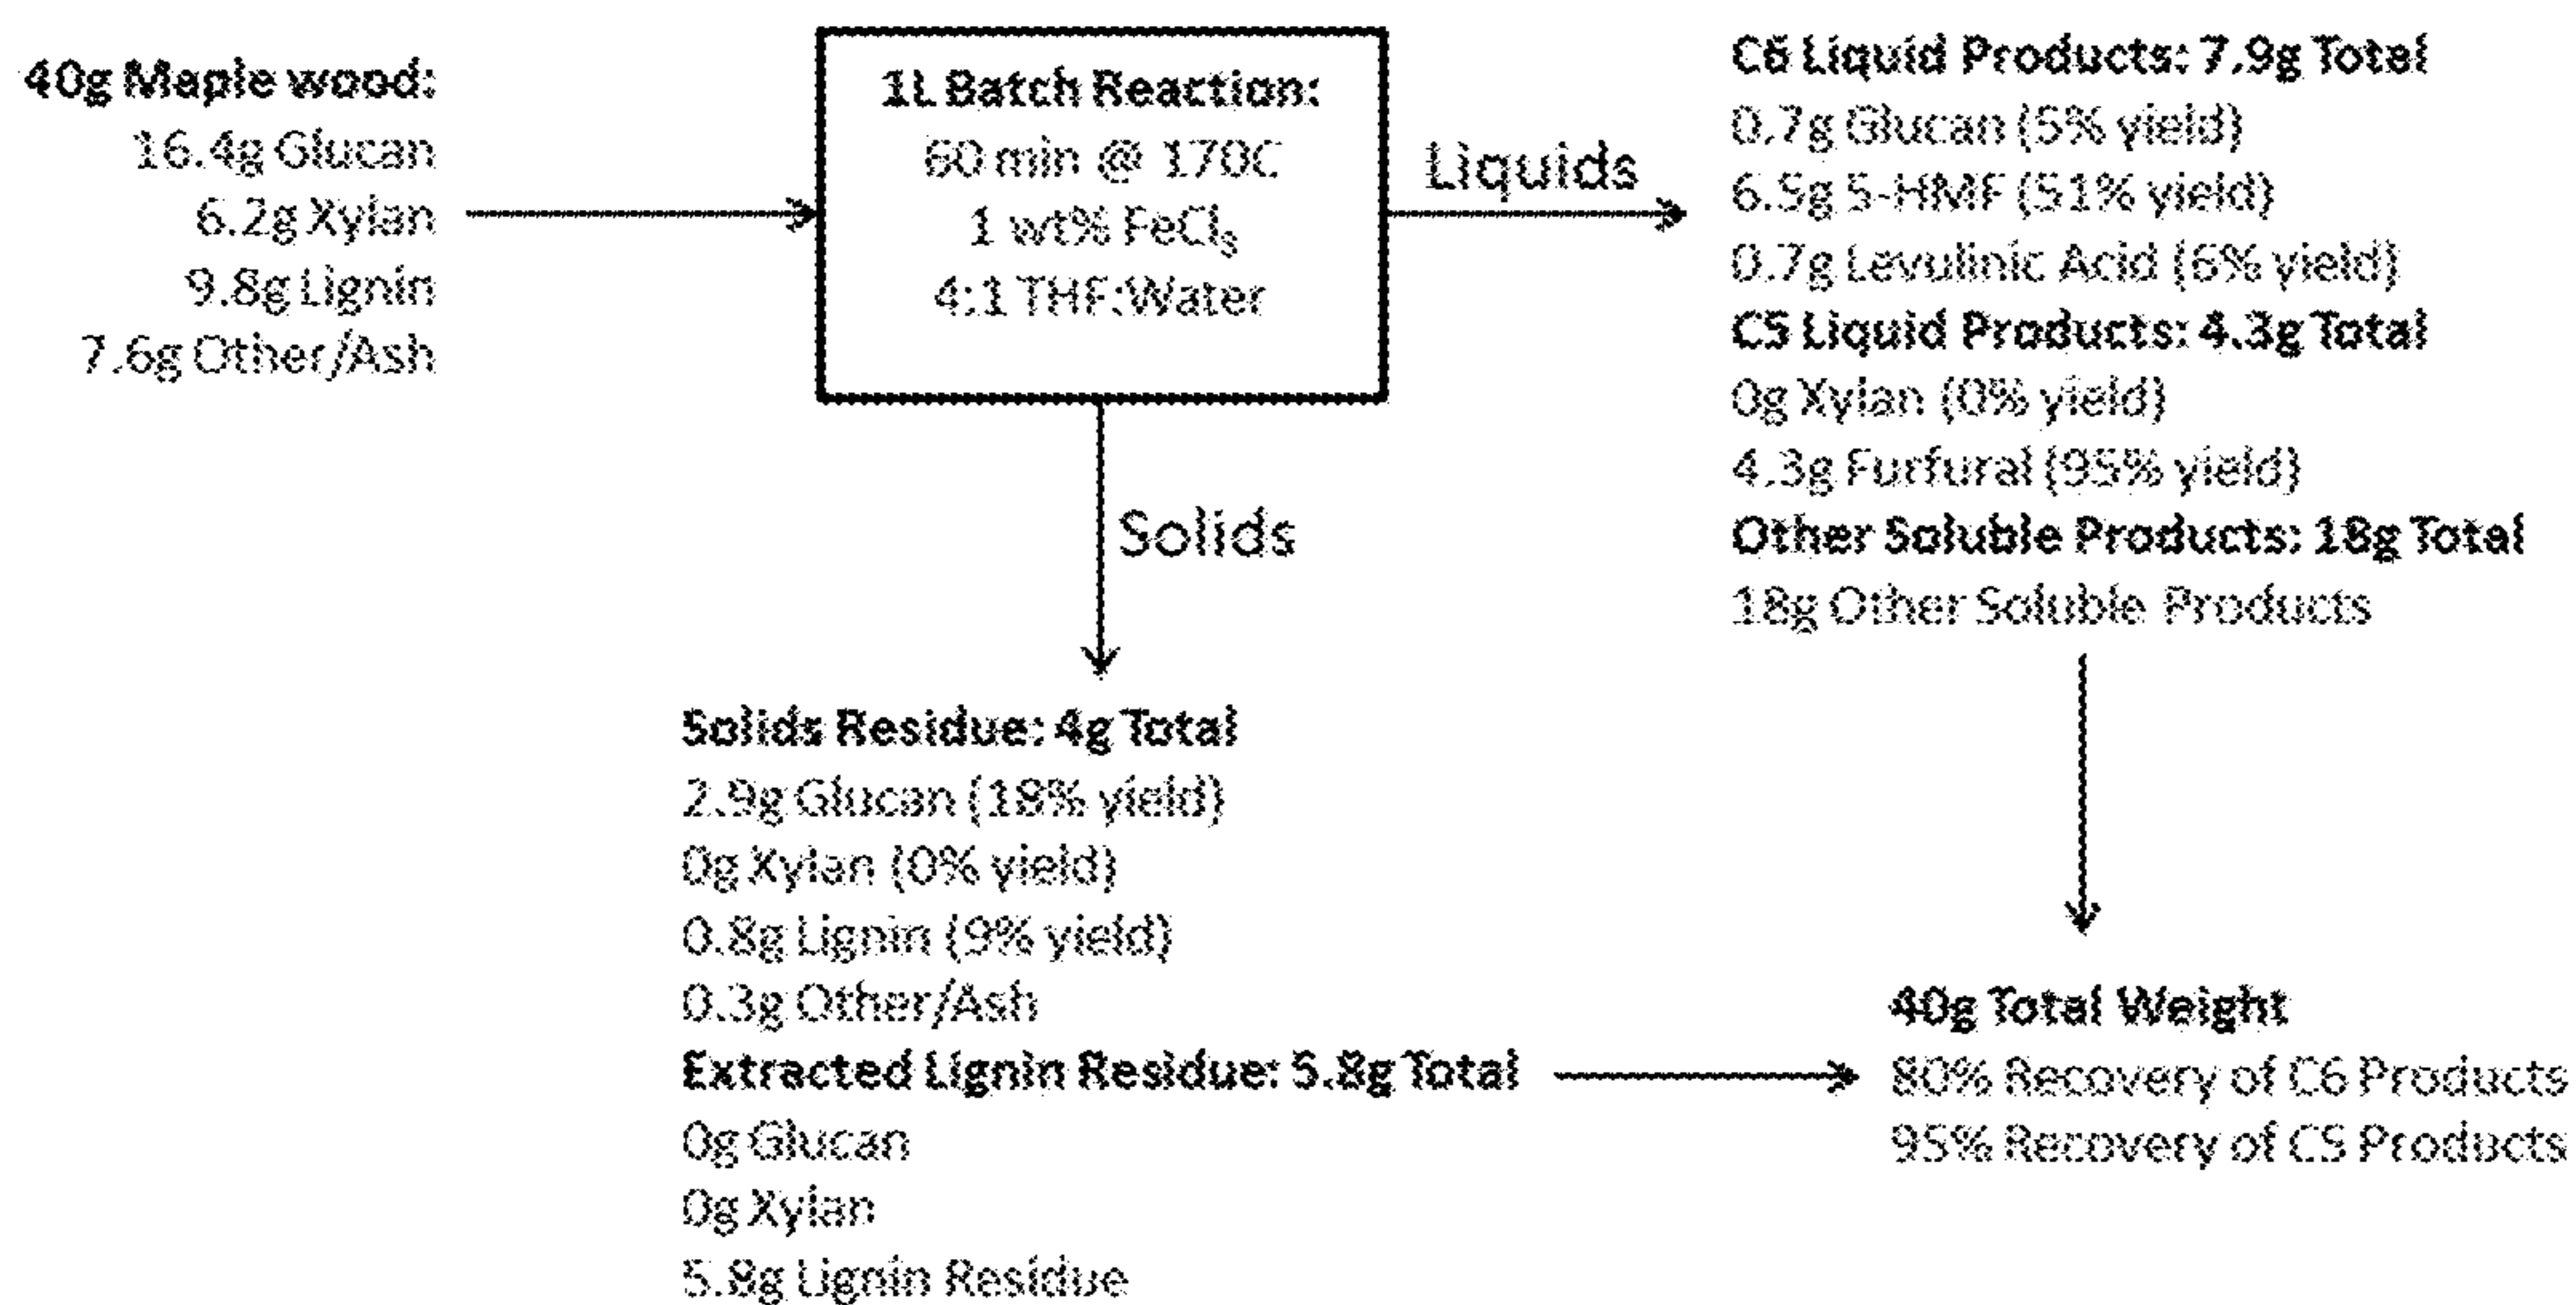 40g Maple wood:
16.4g Glucan
6.2g Xylan
9.8g Lignin
7.6g Other/Ash
1L Batch Reaction:
60 min @ 170C
1 wt% FeCl₃
4:1 THF:Water
Liquids
C6 Liquid Products: 7.9g Total
0.7g Glucan (5% yield)
6.5g 5-HMF (51% yield)
0.7g Levulinic Acid (6% yield)
C5 Liquid Products: 4.3g Total
0g Xylan (0% yield)
4.3g Furfural (95% yield)
Other Soluble Products: 18g Total
18g Other Soluble Products
Solids
Solids Residue: 4g Total
2.9g Glucan (18% yield)
0g Xylan (0% yield)
0.8g Lignin (9% yield)
0.3g Other/Ash
Extracted Lignin Residue: 5.8g Total
0g Glucan
0g Xylan
5.8g Lignin Residue
40g Total Weight
80% Recovery of C6 Products
95% Recovery of C5 Products